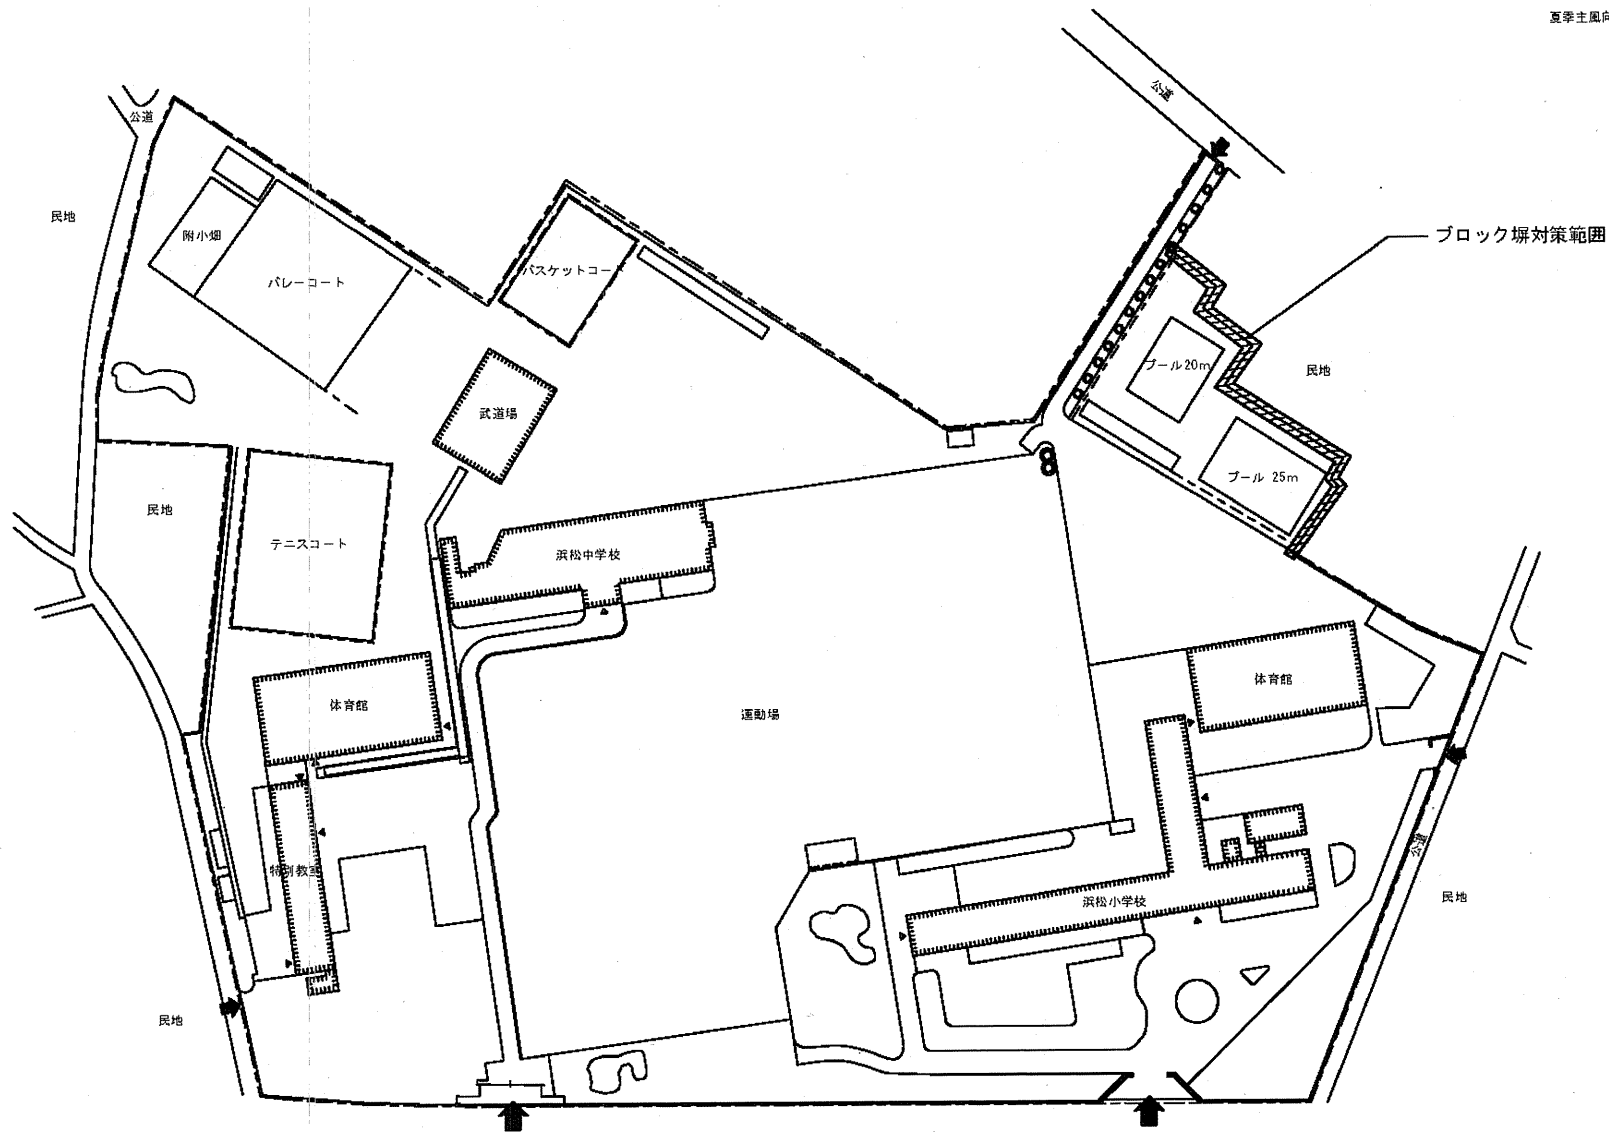 夏季主風向
公道
公道
民地
附小畑
バレーコート
バスケットコート
ブロック塀対策範囲
プール20m
民地
武道場
プール 25m
民地
テニスコート
浜松中学校
体育館
体育館
運動場
特別教室
公道
民地
浜松小学校
民地